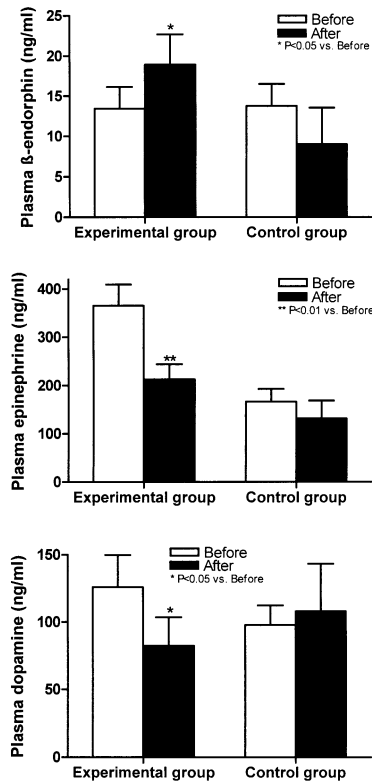 Plasma ß-endorphin (ng/ml)
25
20
15
10
5
0
*
Before
After
* P<0.05 vs. Before
Experimental group
Control group
Plasma epinephrine (ng/ml)
400
300
200
100
0
**
Before
After
** P<0.01 vs. Before
Experimental group
Control group
Plasma dopamine (ng/ml)
150
100
50
0
*
Before
After
* P<0.05 vs. Before
Experimental group
Control group